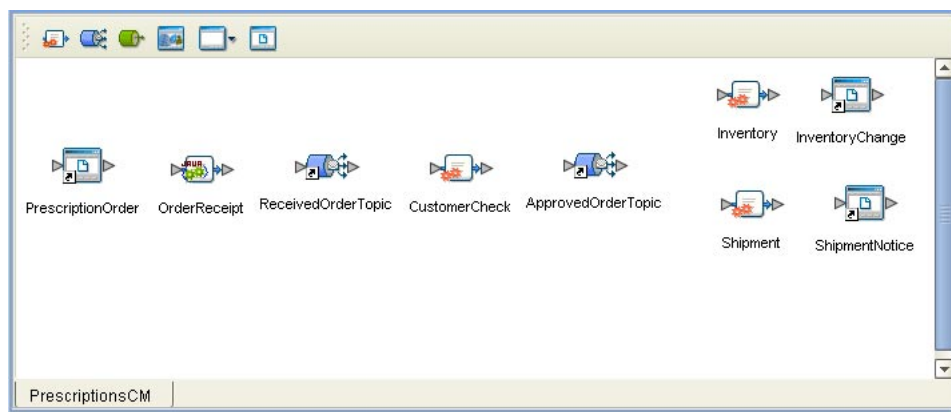 Inventory
InventoryChange
PrescriptionOrder
OrderReceipt
ReceivedOrderTopic
CustomerCheck
ApprovedOrderTopic
Shipment
ShipmentNotice
PrescriptionsCM